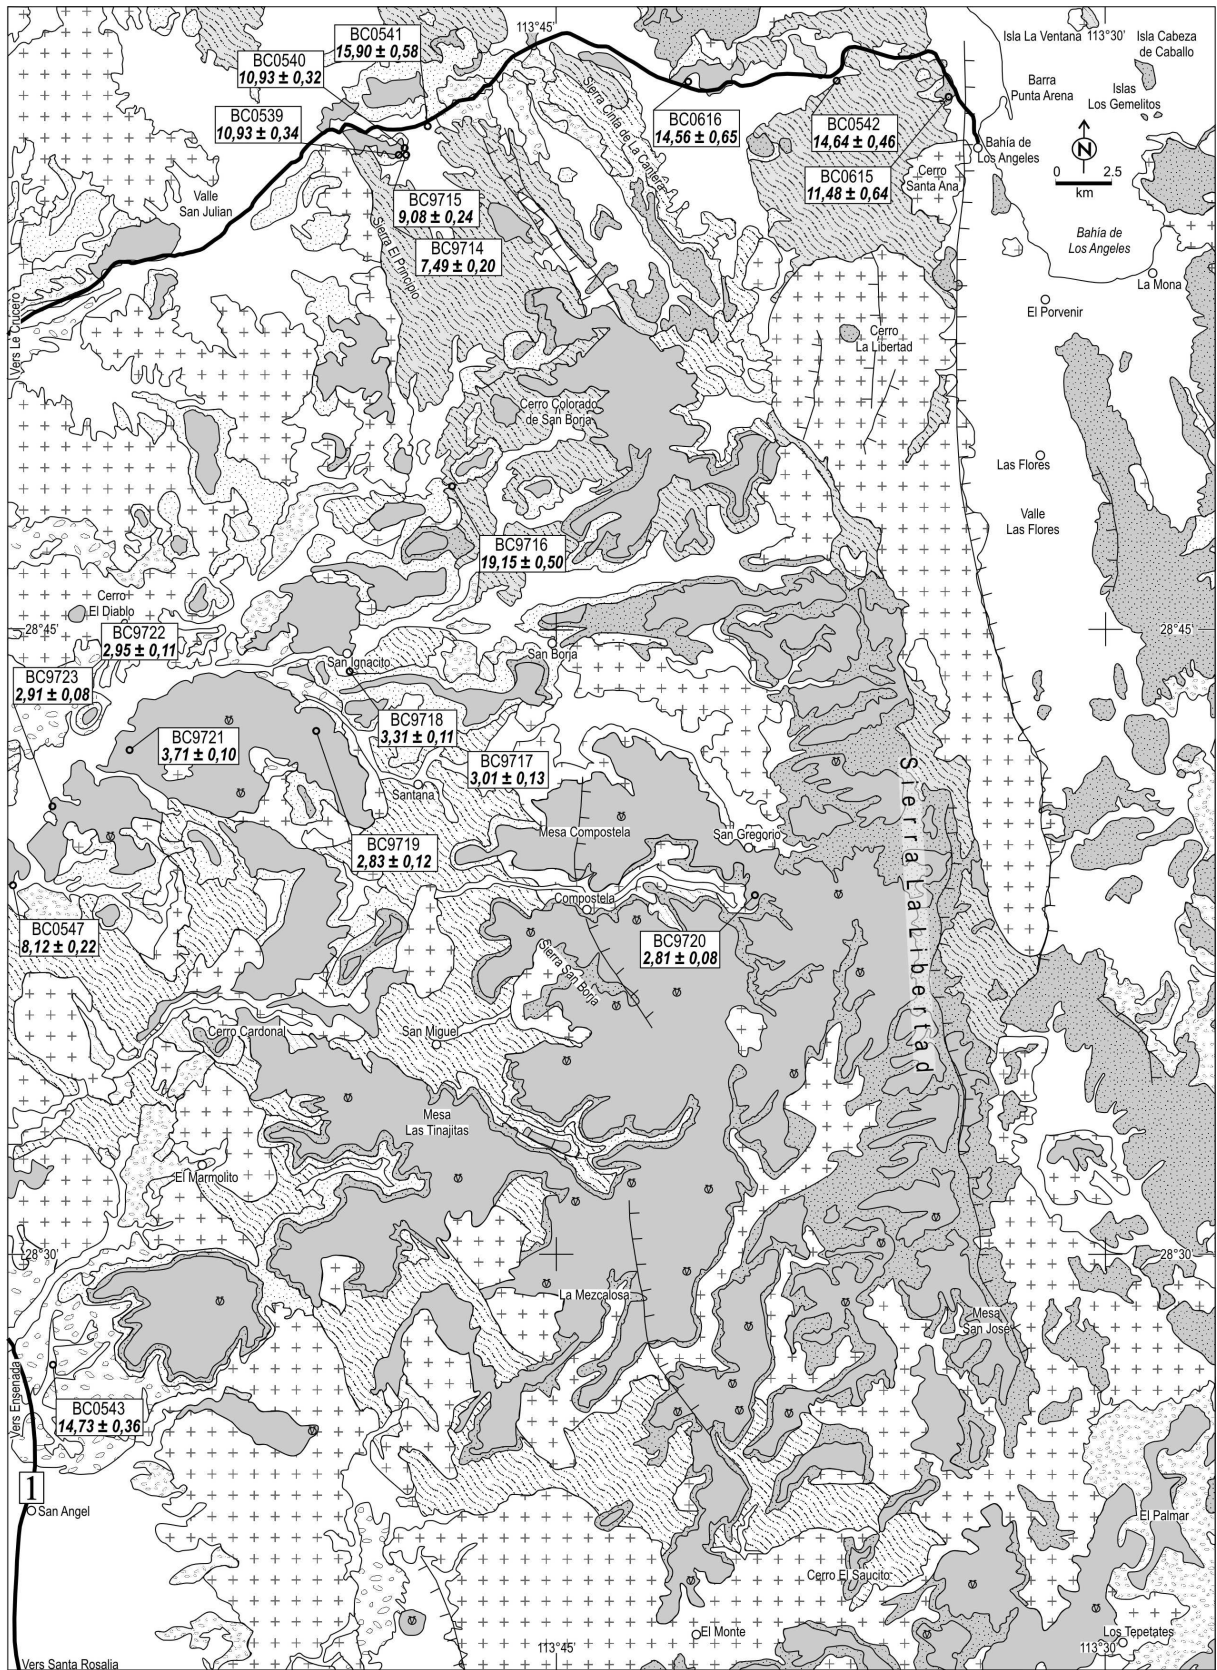 113°45'
Isla La Ventana
113°30'
Isla Cabeza
de Caballo
BC0541
15,90 ± 0,58
BC0540
10,93 ± 0,32
BC0539
10,93 ± 0,34
Sierra Cinta de La Cantera
BC0616
14,56 ± 0,65
BC0542
14,64 ± 0,46
BC0615
11,48 ± 0,64
Barra
Punta Arena
Islas
Los Gemelitos
N
0 2.5
km
Bahía de
Los Angeles
Cerro
Santa Ana
Valle
San Julian
BC9715
9,08 ± 0,24
BC9714
7,49 ± 0,20
Sierra El Principio
Bahía de
Los Angeles
La Mona
El Porvenir
Vers Le Crucero
Cerro
La Libertad
Cerro Colorado
de San Borja
Las Flores
Valle
Las Flores
BC9716
19,15 ± 0,50
Cerro
El Diablo
28°45'
28°45'
BC9722
2,95 ± 0,11
San Ignacito
San Borja
BC9723
2,91 ± 0,08
BC9721
3,71 ± 0,10
BC9718
3,31 ± 0,11
BC9717
3,01 ± 0,13
Santana
Mesa Compostela
San Gregorio
Sierra La Libertad
BC9719
2,83 ± 0,12
Compostela
BC0547
8,12 ± 0,22
BC9720
2,81 ± 0,08
Sierra San Borja
Cerro Cardonal
San Miguel
Mesa
Las Tinajitas
El Marmolito
28°30'
28°30'
La Mezcalosa
Mesa
San José
Vers Ensenada
BC0543
14,73 ± 0,36
1
San Angel
El Palmar
Cerro El Saucito
El Monte
Los Tepetates
113°45'
113°30'
Vers Santa Rosalia